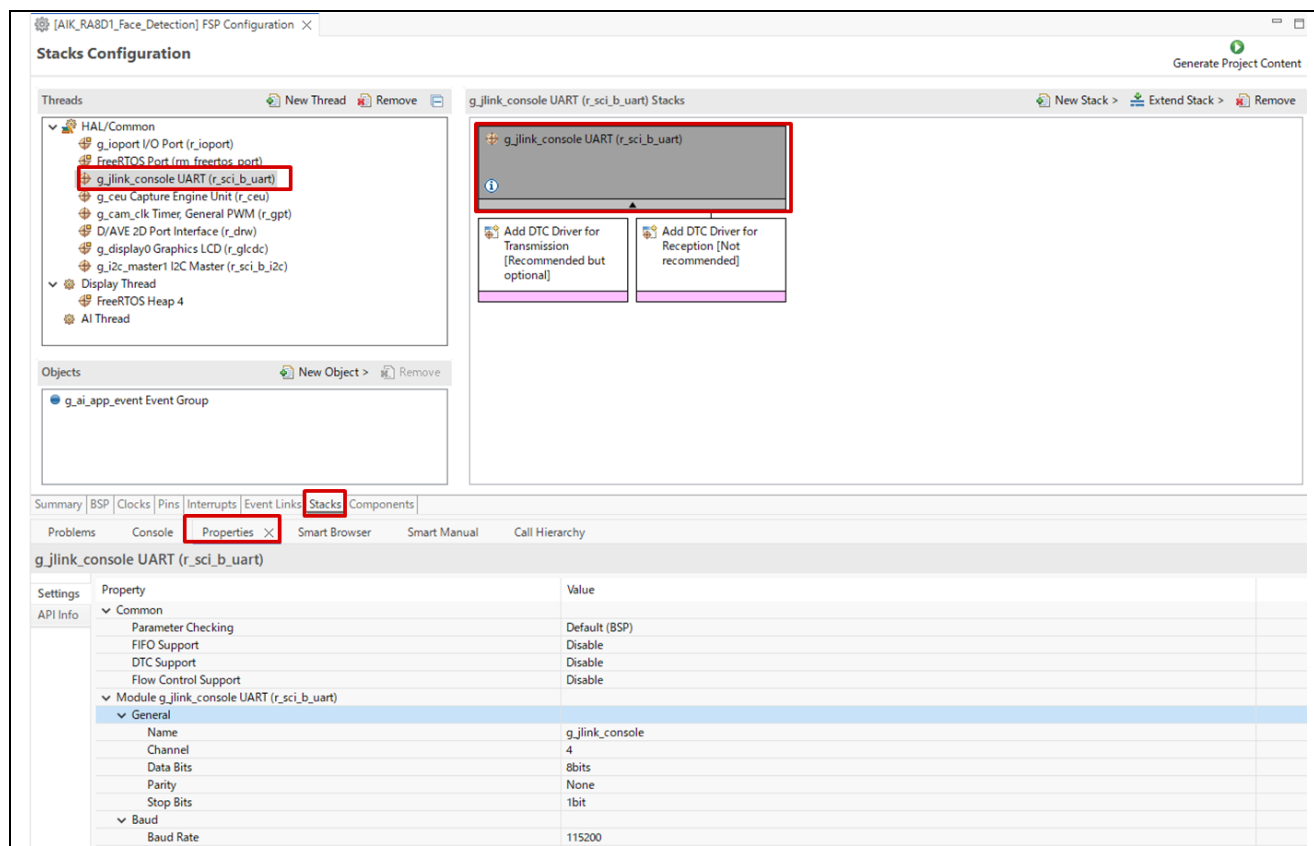 [AIK_RA8D1_Face_Detection] FSP Configuration
Stacks Configuration
Generate Project Content
Threads New Thread Remove
HAL/Common
g_ioport I/O Port (r_ioport)
FreeRTOS Port (rm_freertos_port)
g_jlink_console UART (r_sci_b_uart)
g_ceu Capture Engine Unit (r_ceu)
g_cam_clk Timer, General PWM (r_gpt)
D/AVE 2D Port Interface (r_drw)
g_display0 Graphics LCD (r_glcdc)
g_i2c_master1 I2C Master (r_sci_b_i2c)
Display Thread
FreeRTOS Heap 4
AI Thread
Objects New Object > Remove
g_ai_app_event Event Group
g_jlink_console UART (r_sci_b_uart) Stacks New Stack > Extend Stack > Remove
g_jlink_console UART (r_sci_b_uart)
Add DTC Driver for
Transmission
[Recommended but
optional]
Add DTC Driver for
Reception [Not
recommended]
Summary BSP Clocks Pins Interrupts Event Links Stacks Components
Problems Console Properties Smart Browser Smart Manual Call Hierarchy
g_jlink_console UART (r_sci_b_uart)
Settings
API Info
Property Value
Common
Parameter Checking Default (BSP)
FIFO Support Disable
DTC Support Disable
Flow Control Support Disable
Module g_jlink_console UART (r_sci_b_uart)
General
Name g_jlink_console
Channel 4
Data Bits 8bits
Parity None
Stop Bits 1bit
Baud
Baud Rate 115200